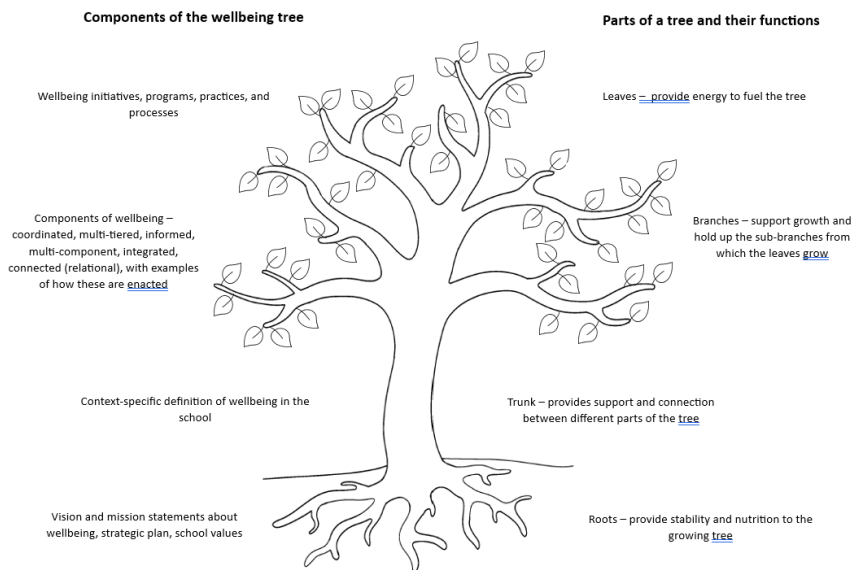 Components of the wellbeing tree
Parts of a tree and their functions
Wellbeing initiatives, programs, practices, and
processes
Leaves – provide energy to fuel the tree
Components of wellbeing –
coordinated, multi-tiered, informed,
multi-component, integrated,
connected (relational), with examples
of how these are enacted
Branches – support growth and
hold up the sub-branches from
which the leaves grow
Context-specific definition of wellbeing in the
school
Trunk – provides support and connection
between different parts of the tree
Vision and mission statements about
wellbeing, strategic plan, school values
Roots – provide stability and nutrition to the
growing tree